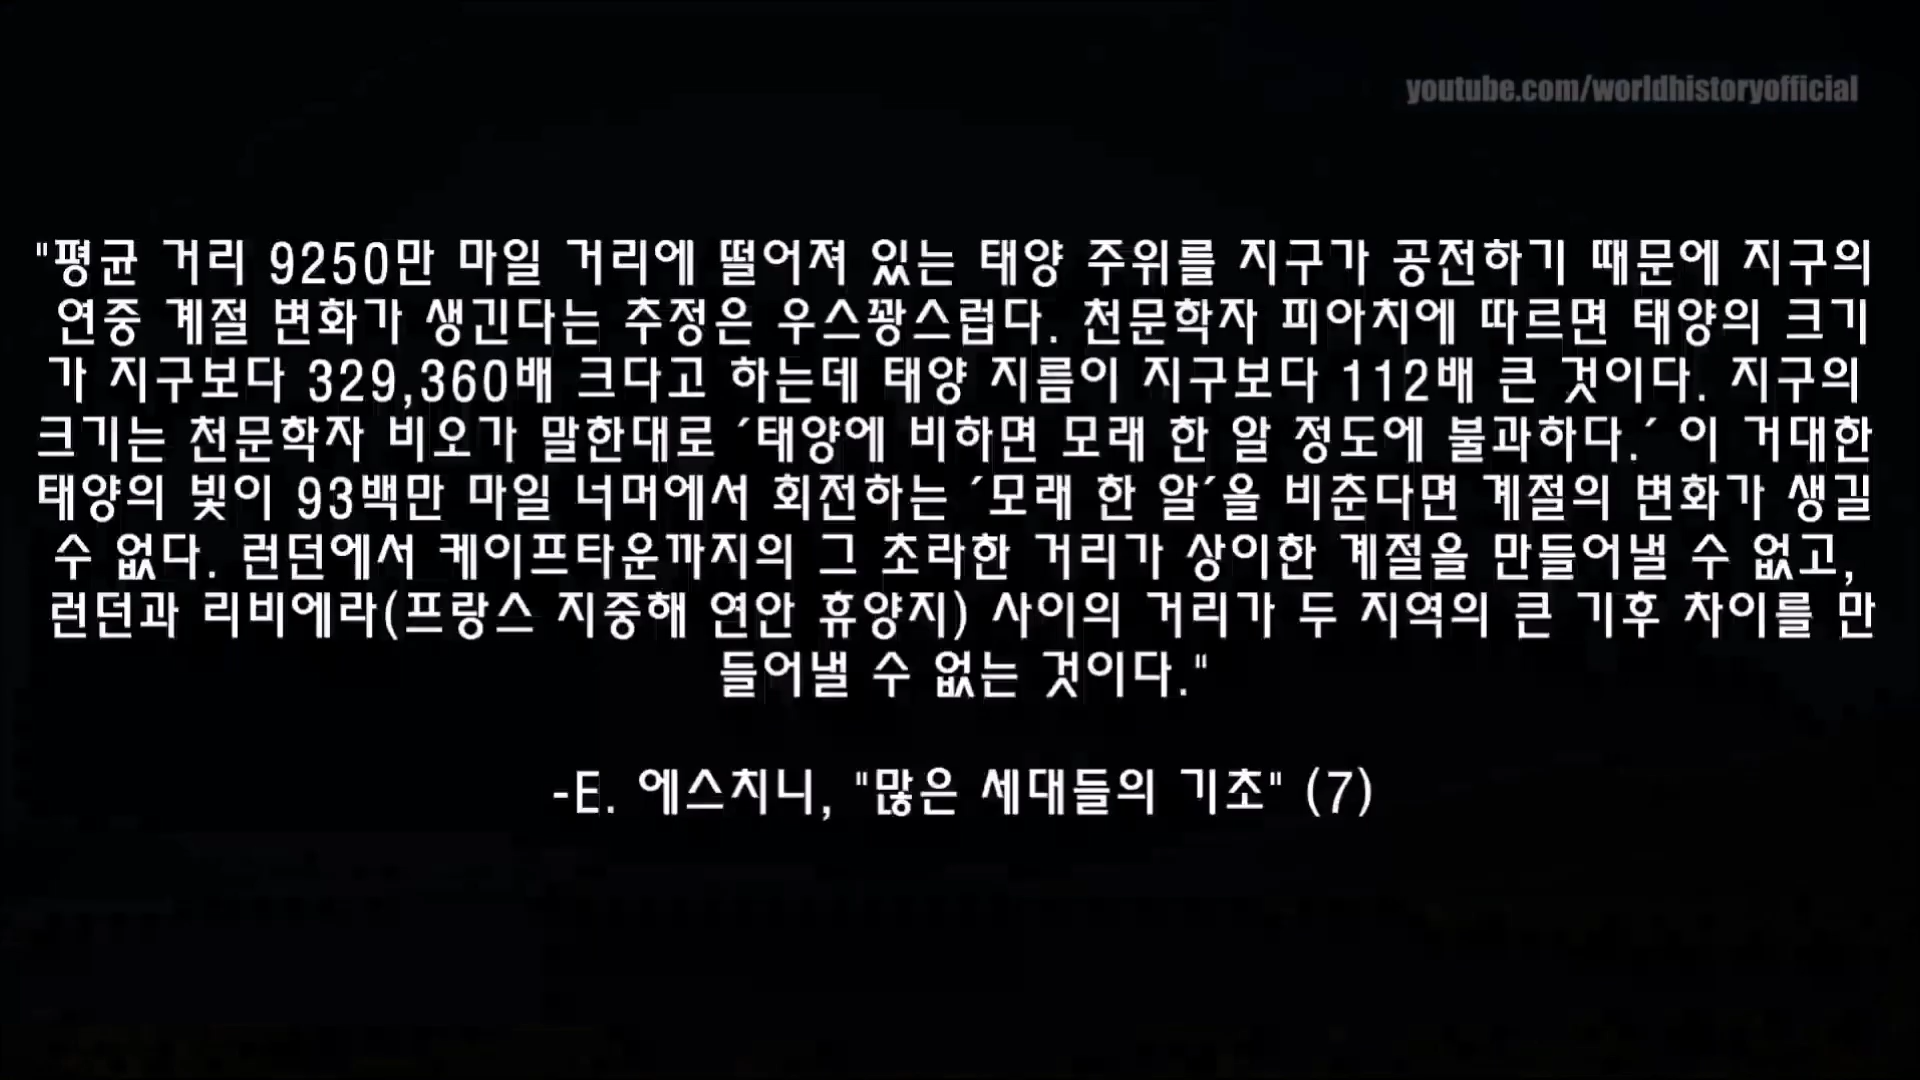 youtube.com/worldhistoryofficial
"평균 거리 9250만 마일 거리에 떨어져 있는 태양 주위를 지구가 공전하기 때문에 지구의
연중 계절 변화가 생긴다는 추정은 우스꽝스럽다. 천문학자 피아치에 따르면 태양의 크기
가 지구보다 329,360배 크다고 하는데 태양 지름이 지구보다 112배 큰 것이다. 지구의
크기는 천문학자 비오가 말한대로 ´태양에 비하면 모래 한 알 정도에 불과하다.´ 이 거대한
태양의 빛이 93백만 마일 너머에서 회전하는 ´모래 한 알´을 비춘다면 계절의 변화가 생길
수 없다. 런던에서 케이프타운까지의 그 초라한 거리가 상이한 계절을 만들어낼 수 없고,
런던과 리비에라(프랑스 지중해 연안 휴양지) 사이의 거리가 두 지역의 큰 기후 차이를 만
들어낼 수 없는 것이다."
-E. 에스치니, "많은 세대들의 기초" (7)